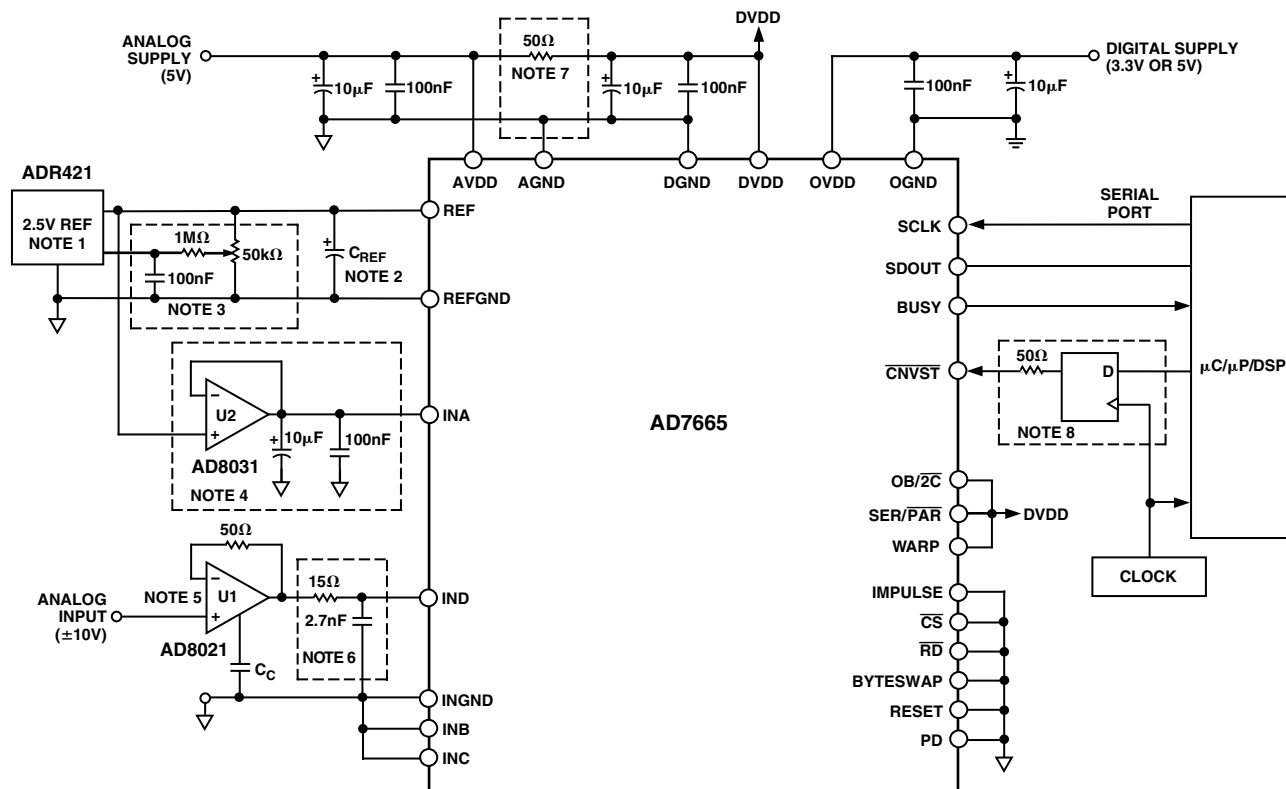 ANALOG
SUPPLY
(5V)
50Ω
NOTE 7
DVDD
DIGITAL SUPPLY
(3.3V OR 5V)
+
10μF
100nF
+
10μF
100nF
100nF
+
10μF
AVDD
AGND
DGND
DVDD
OVDD
OGND
ADR421
2.5V REF
NOTE 1
1MΩ
50kΩ
100nF
NOTE 3
+
CREF
NOTE 2
REF
REFGND
SERIAL
PORT
SCLK
SDOUT
BUSY
CNVST
50Ω
D
NOTE 8
μC/μP/DSP
AD7665
−
U2
+
AD8031
NOTE 4
+
10μF
100nF
INA
OB/2C
SER/PAR
WARP
DVDD
CLOCK
50Ω
ANALOG
INPUT
(±10V)
NOTE 5
−
U1
+
AD8021
CC
15Ω
2.7nF
NOTE 6
IND
INGND
INB
INC
IMPULSE
CS
RD
BYTESWAP
RESET
PD